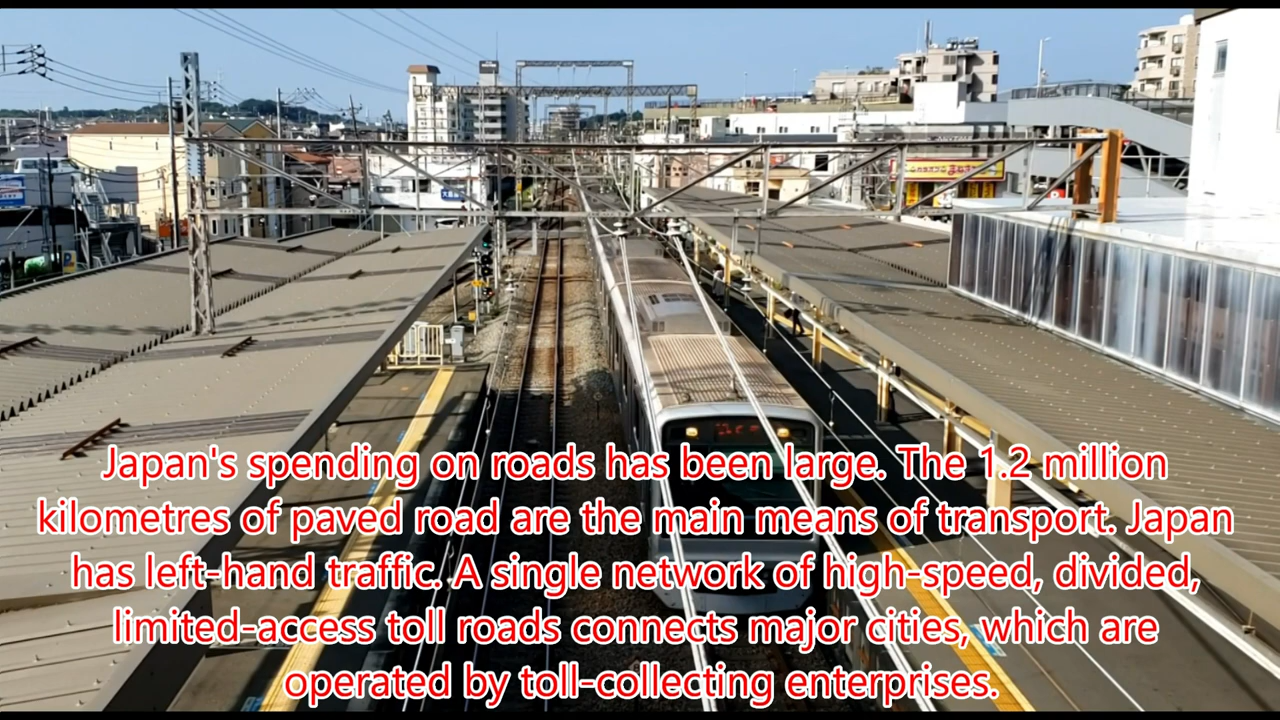 Japan's spending on roads has been large. The 1.2 million
kilometres of paved road are the main means of transport. Japan
has left-hand traffic. A single network of high-speed, divided,
limited-access toll roads connects major cities, which are
operated by toll-collecting enterprises.